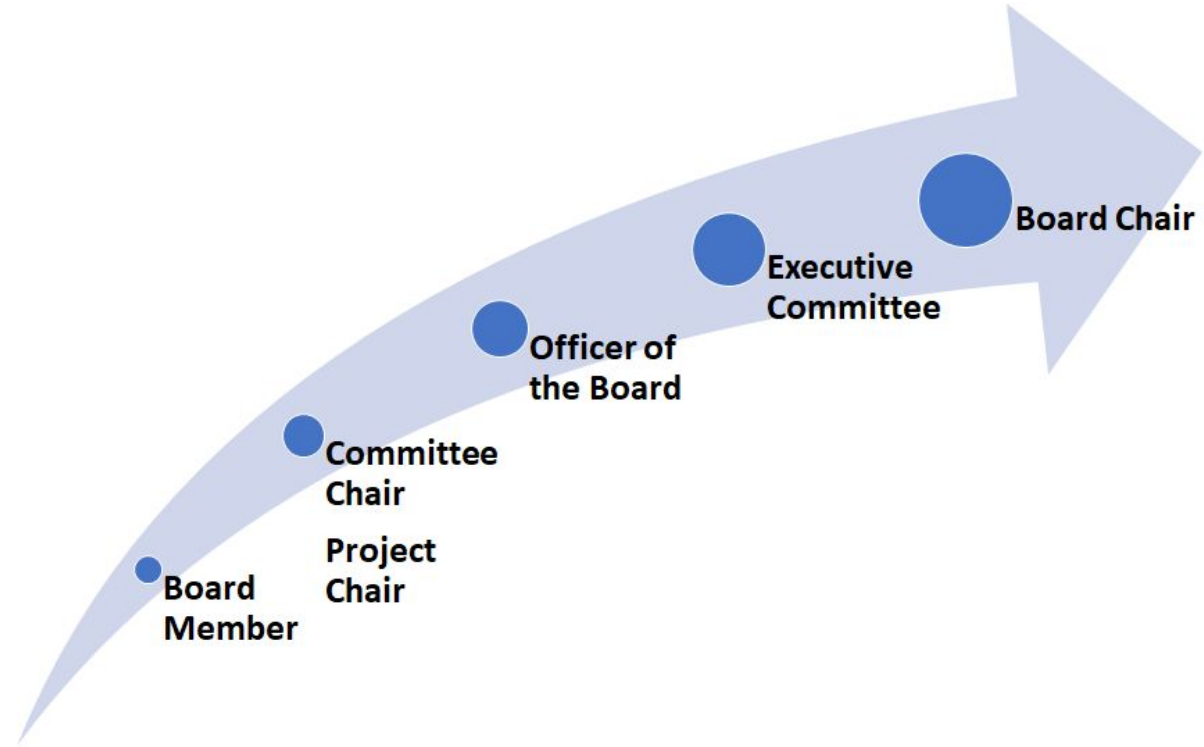 Board
Member
Committee
Chair
Project
Chair
Officer of
the Board
Executive
Committee
Board Chair